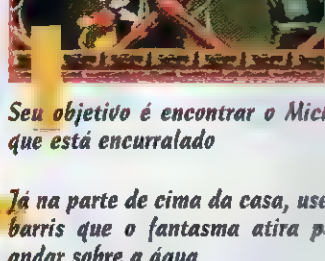 Seu objetivo é encontrar o Mich
que está encurralado
Já na parte de cima da casa, use
barris que o fantasma atira p
andar sobre a água